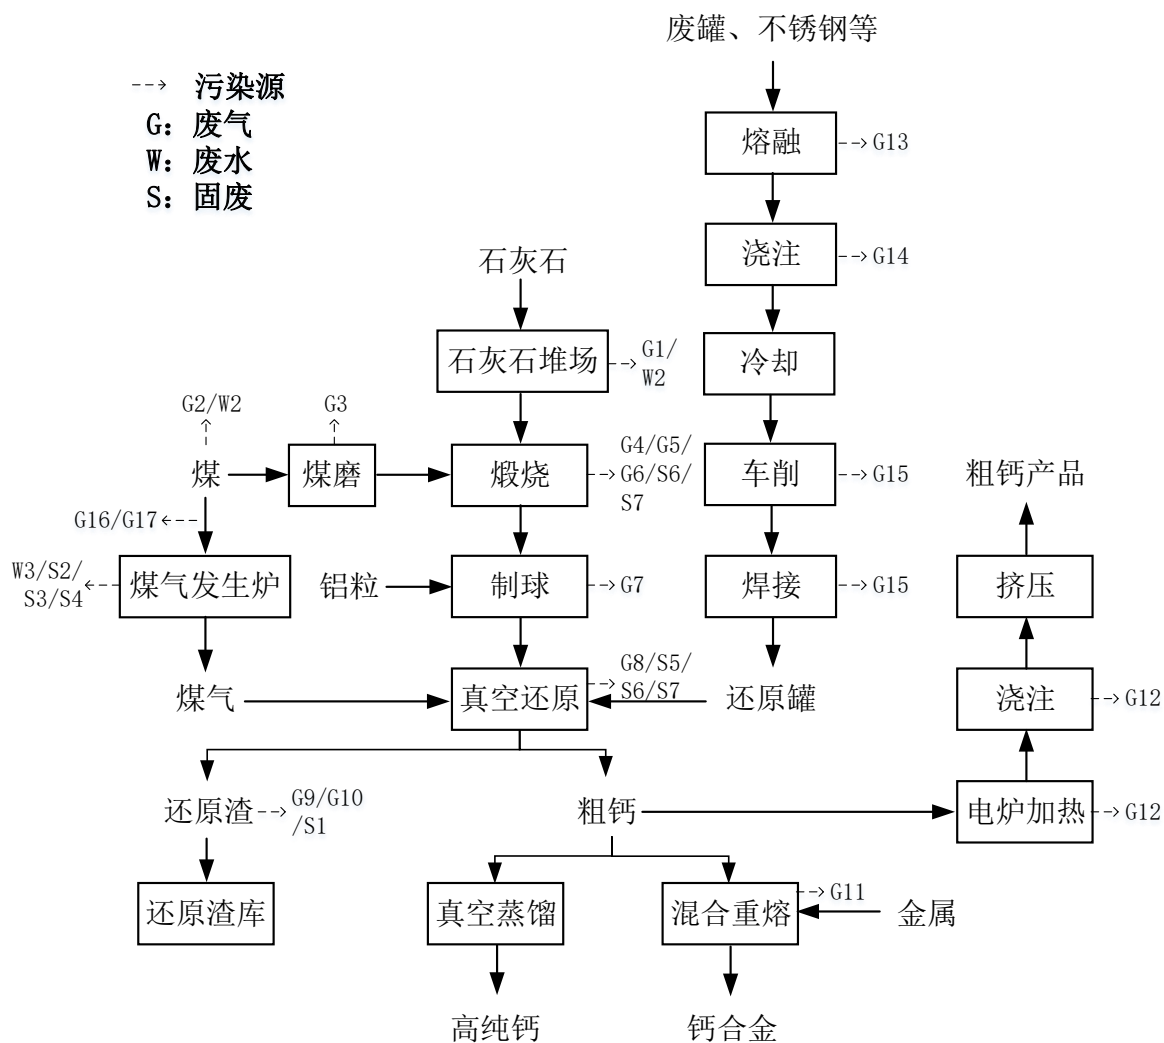 废罐、不锈钢等
污染源
G：废气
W：废水
S：固废
熔融
G13
浇注
G14
石灰石
石灰石堆场
G1/
W2
冷却
G2/W2
G3
煤
煤磨
煅烧
G4/G5/
G6/S6/
S7
车削
G15
粗钙产品
G16/G17
W3/S2/
S3/S4
煤气发生炉
铝粒
制球
G7
焊接
G15
挤压
煤气
真空还原
G8/S5/
S6/S7
还原罐
浇注
G12
还原渣
G9/G10
/S1
粗钙
电炉加热
G12
还原渣库
真空蒸馏
混合重熔
G11
金属
高纯钙
钙合金